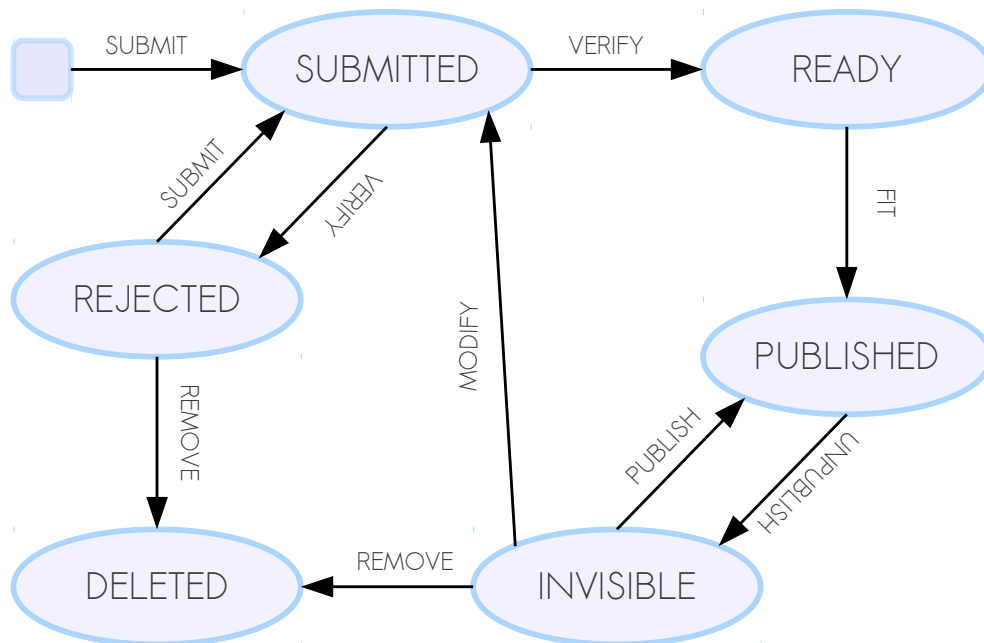 SUBMIT
SUBMITTED
VERIFY
READY
SUBMIT
VERIFY
FIT
REJECTED
MODIFY
PUBLISHED
REMOVE
PUBLISH
UNPUBLISH
DELETED
REMOVE
INVISIBLE